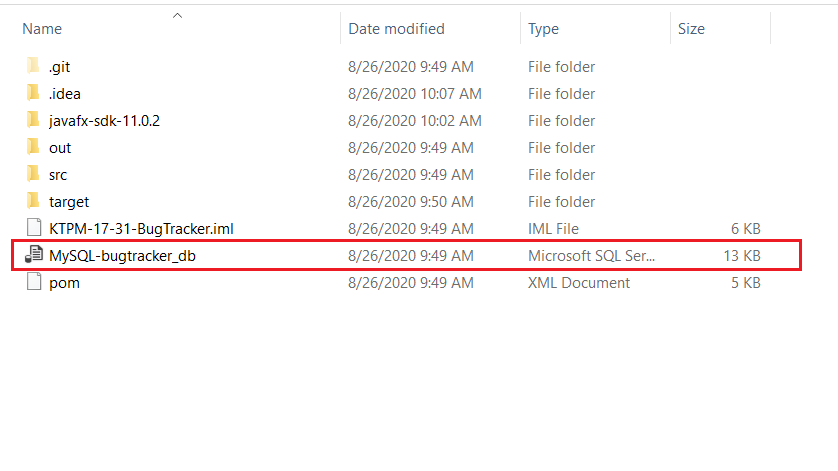 Name Date modified Type Size
.git 8/26/2020 9:49 AM File folder
.idea 8/26/2020 10:07 AM File folder
javafx-sdk-11.0.2 8/26/2020 10:02 AM File folder
out 8/26/2020 9:49 AM File folder
src 8/26/2020 9:49 AM File folder
target 8/26/2020 9:50 AM File folder
KTPM-17-31-BugTracker.iml 8/26/2020 9:49 AM IML File 6 KB
MySQL-bugtracker_db 8/26/2020 9:49 AM Microsoft SQL Ser... 13 KB
pom 8/26/2020 9:49 AM XML Document 5 KB